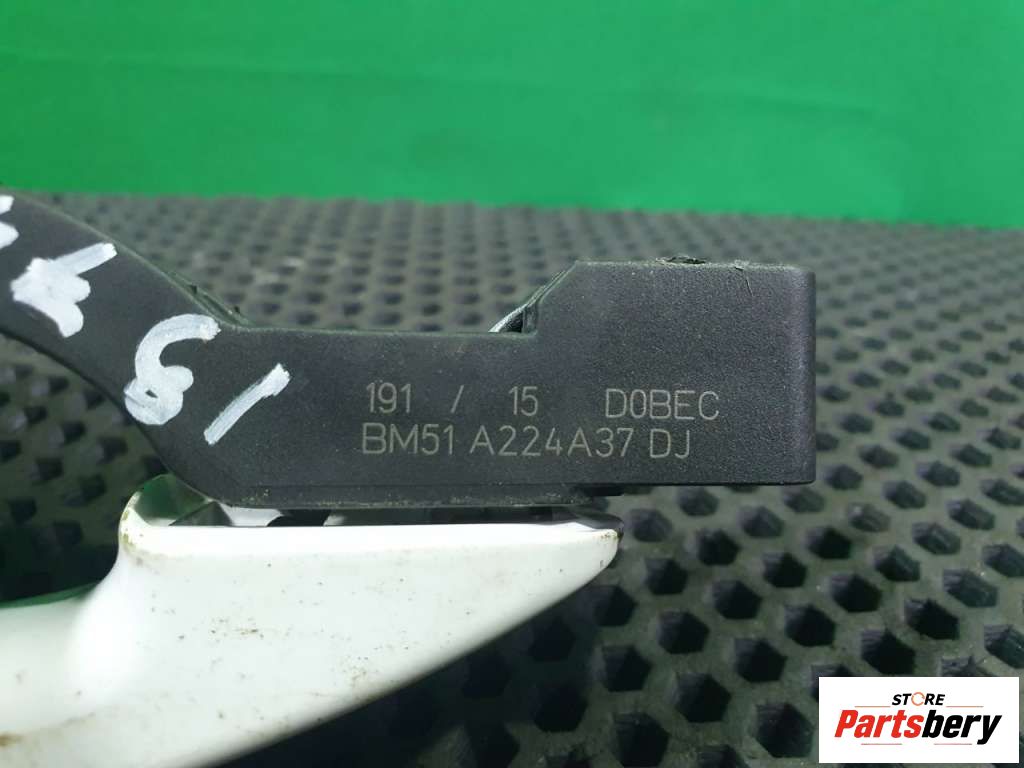 191 / 15 D0BEC
BM51 A224A37 DJ
STORE
Partsbery